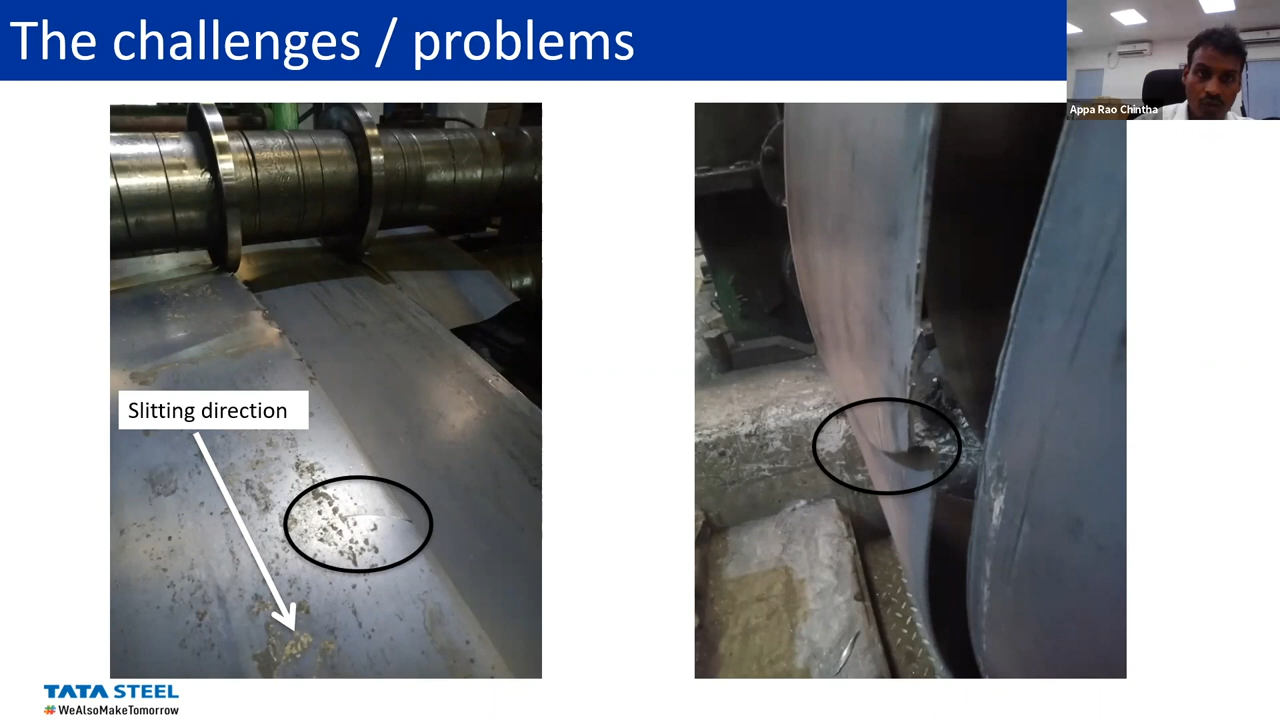 The challenges / problems
Appa Rao Chintha
Slitting direction
TATA STEEL
#WeAlsoMakeTomorrow